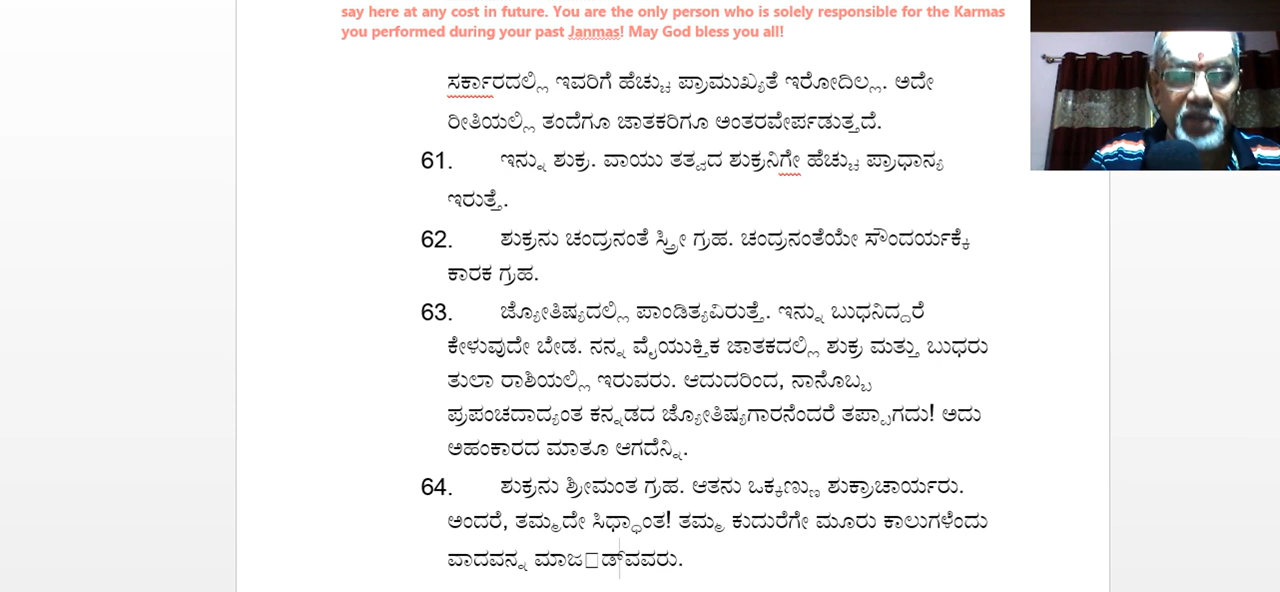 say here at any cost in future. You are the only person who is solely responsible for the Karmas
you performed during your past Janmas! May God bless you all!
ಸರ್ಕಾರದಲ್ಲಿ ಇವರಿಗೆ ಹೆಚ್ಚು ಪ್ರಾಮುಖ್ಯತೆ ಇರೋದಿಲ್ಲ. ಅದೇ
ರೀತಿಯಲ್ಲಿ ತಂದೆಗೂ ಜಾತಕರಿಗೂ ಅಂತರವೇರ್ಪಡುತ್ತದೆ.
61. ಇನ್ನು ಶುಕ್ರ. ವಾಯು ತತ್ವದ ಶುಕ್ರನಿಗೇ ಹೆಚ್ಚು ಪ್ರಾಧಾನ್ಯ
ಇರುತ್ತೆ.
62. ಶುಕ್ರನು ಚಂದ್ರನಂತೆ ಸ್ತ್ರೀ ಗ್ರಹ. ಚಂದ್ರನಂತೆಯೇ ಸೌಂದರ್ಯಕ್ಕೆ
ಕಾರಕ ಗ್ರಹ.
63. ಜ್ಯೋತಿಷ್ಯದಲ್ಲಿ ಪಾಂಡಿತ್ಯವಿರುತ್ತೆ. ಇನ್ನು ಬುಧನಿದ್ದರೆ
ಕೇಳುವುದೇ ಬೇಡ. ನನ್ನ ವೈಯುಕ್ತಿಕ ಜಾತಕದಲ್ಲಿ ಶುಕ್ರ ಮತ್ತು ಬುಧರು
ತುಲಾ ರಾಶಿಯಲ್ಲಿ ಇರುವರು. ಆದುದರಿಂದ, ನಾನೊಬ್ಬ
ಪ್ರಪಂಚದಾದ್ಯಂತ ಕನ್ನಡದ ಜ್ಯೋತಿಷ್ಯಗಾರನೆಂದರೆ ತಪ್ಪಾಗದು! ಅದು
ಅಹಂಕಾರದ ಮಾತೂ ಆಗದೆನ್ನಿ.
64. ಶುಕ್ರನು ಶ್ರೀಮಂತ ಗ್ರಹ. ಆತನು ಒಕ್ಕಣ್ಣು ಶುಕ್ರಾಚಾರ್ಯರು.
ಅಂದರೆ, ತಮ್ಮದೇ ಸಿಧ್ಧಾಂತ! ತಮ್ಮ ಕುದುರೆಗೇ ಮೂರು ಕಾಲುಗಳೆಂದು
ವಾದವನ್ನ